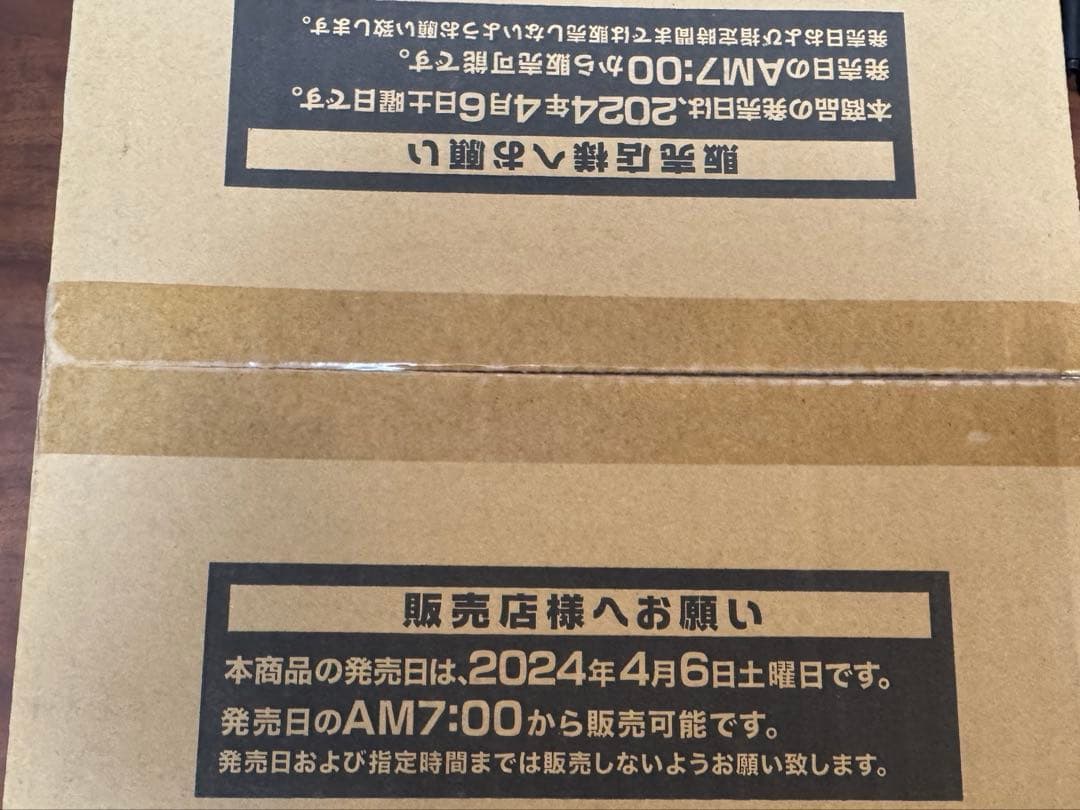 発売日および指定時間までは販売しないようお願い致します。
発売日のAM7:00から販売可能です。
本商品の発売日は、2024年4月6日土曜日です。
販売店様へお願い
販売店様へお願い
本商品の発売日は、2024年4月6日土曜日です。
発売日のAM7:00から販売可能です。
発売日および指定時間までは販売しないようお願い致します。